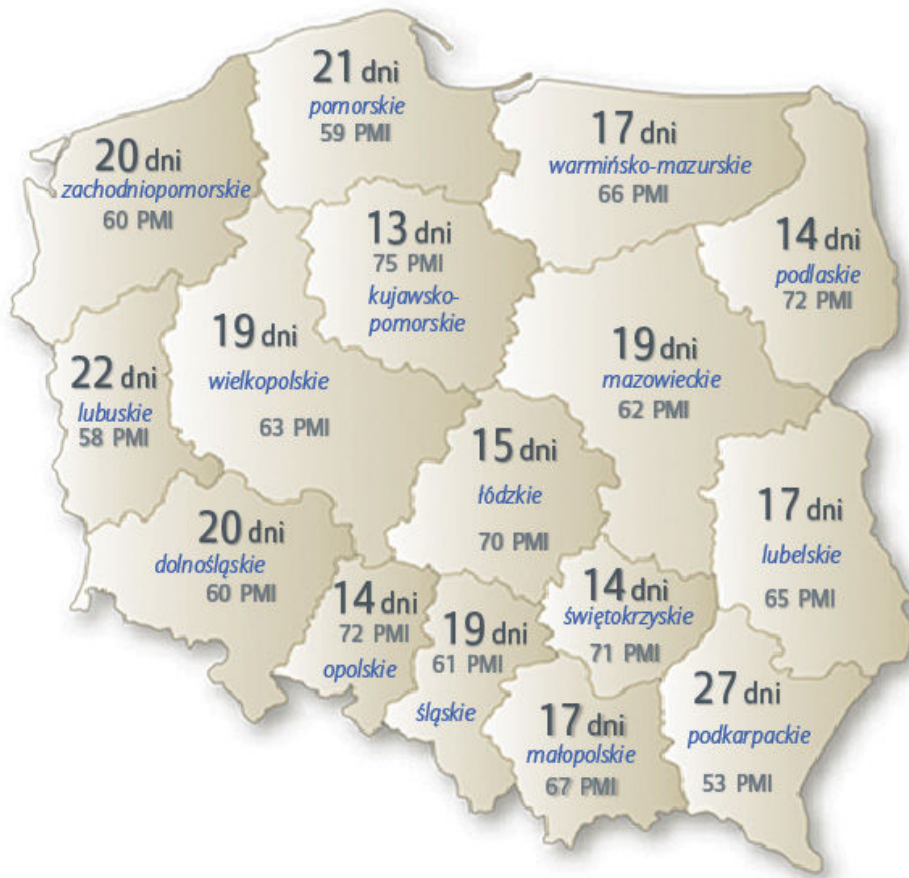 21 dni
pomorskie
59 PMI
17 dni
warmińsko-mazurskie
66 PMI
20 dni
zachodniopomorskie
60 PMI
13 dni
75 PMI
kujawsko-
pomorskie
14 dni
podlaskie
72 PMI
19 dni
wielkopolskie
63 PMI
19 dni
mazowieckie
62 PMI
22 dni
lubuskie
58 PMI
15 dni
łódzkie
70 PMI
17 dni
lubelskie
65 PMI
20 dni
dolnośląskie
60 PMI
14 dni
72 PMI
opolskie
19 dni
61 PMI
śląskie
14 dni
świętokrzyskie
71 PMI
17 dni
małopolskie
67 PMI
27 dni
podkarpackie
53 PMI